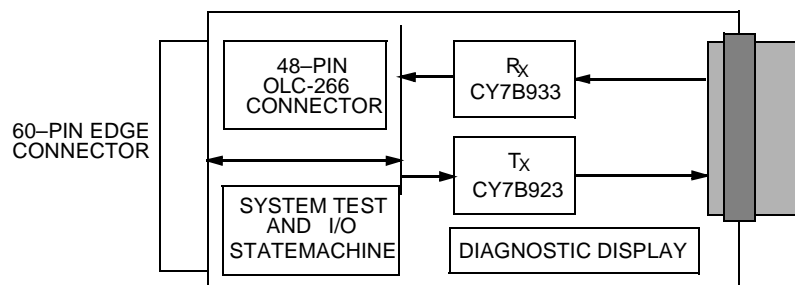 60–PIN EDGE
CONNECTOR
48–PIN
OLC-266
CONNECTOR
RX
CY7B933
TX
CY7B923
SYSTEM TEST
AND I/O
STATEMACHINE
DIAGNOSTIC DISPLAY